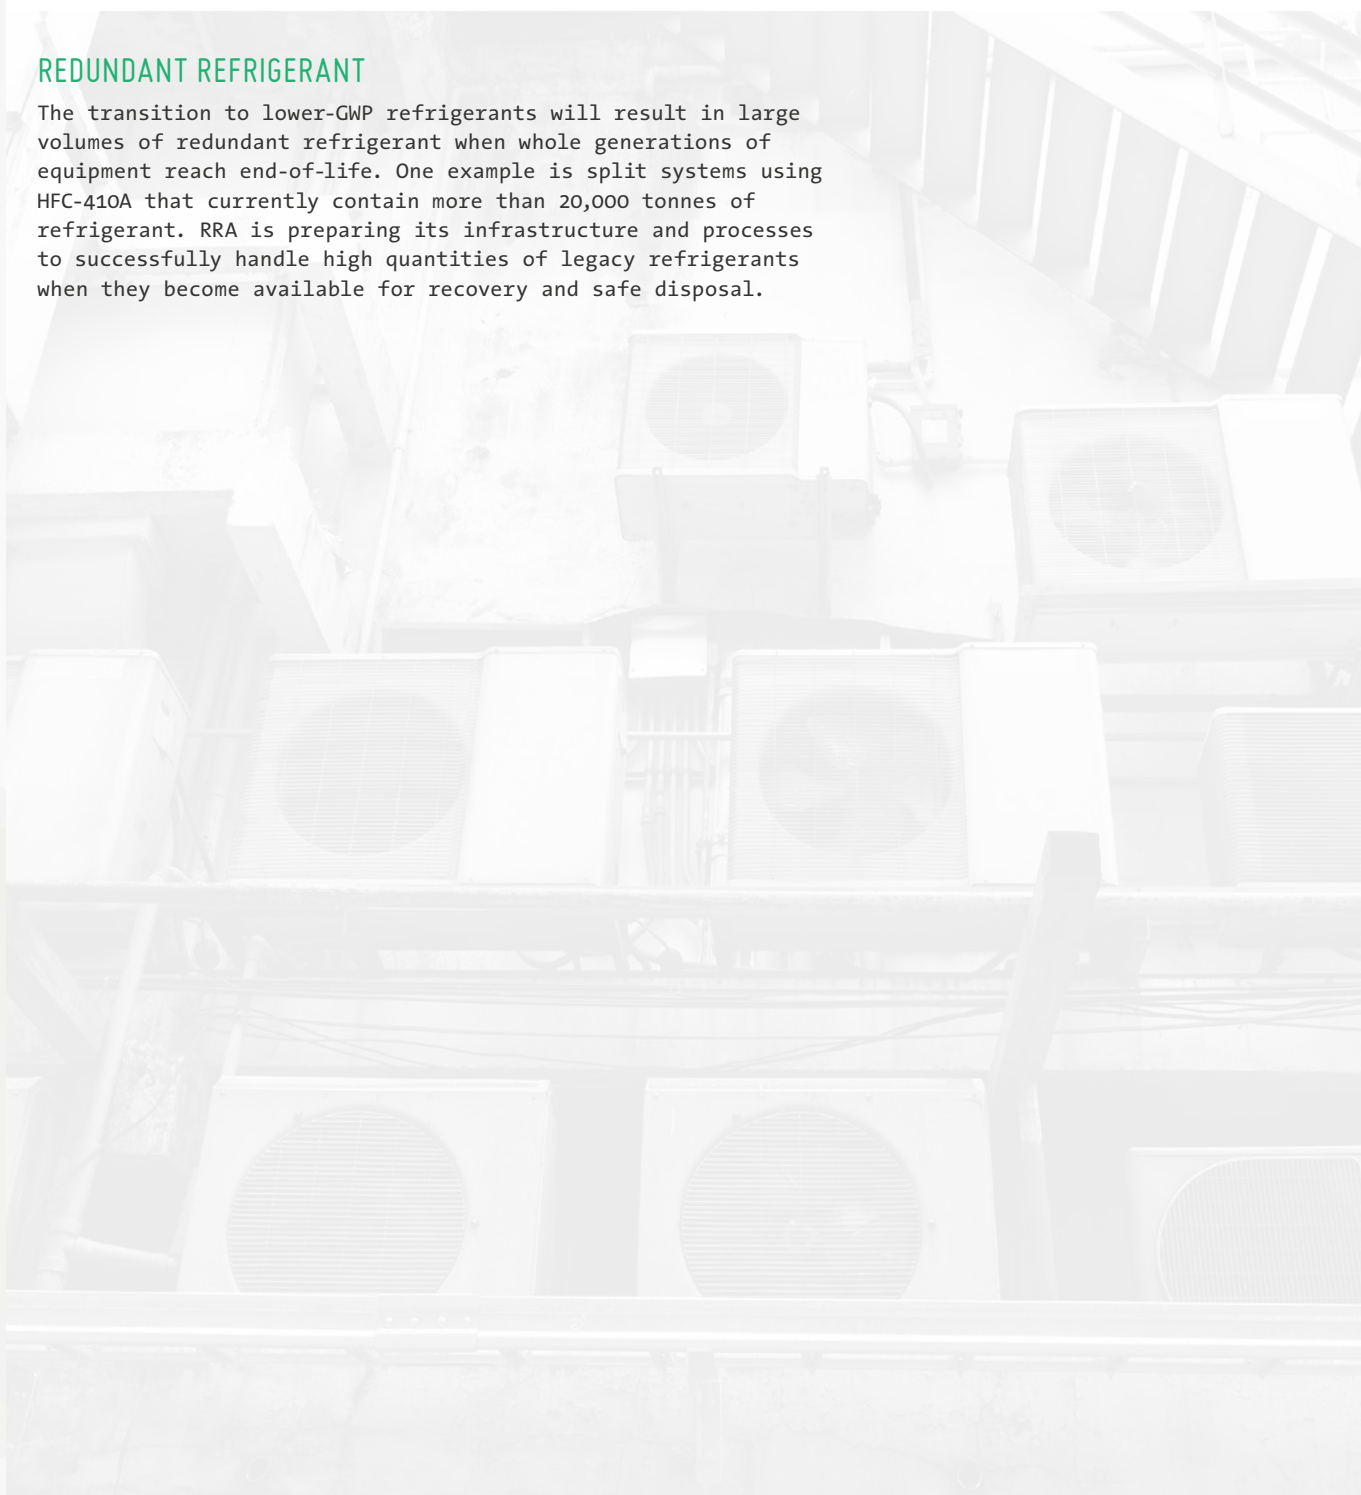 REDUNDANT REFRIGERANT
The transition to lower-GWP refrigerants will result in large
volumes of redundant refrigerant when whole generations of
equipment reach end-of-life. One example is split systems using
HFC-410A that currently contain more than 20,000 tonnes of
refrigerant. RRA is preparing its infrastructure and processes
to successfully handle high quantities of legacy refrigerants
when they become available for recovery and safe disposal.